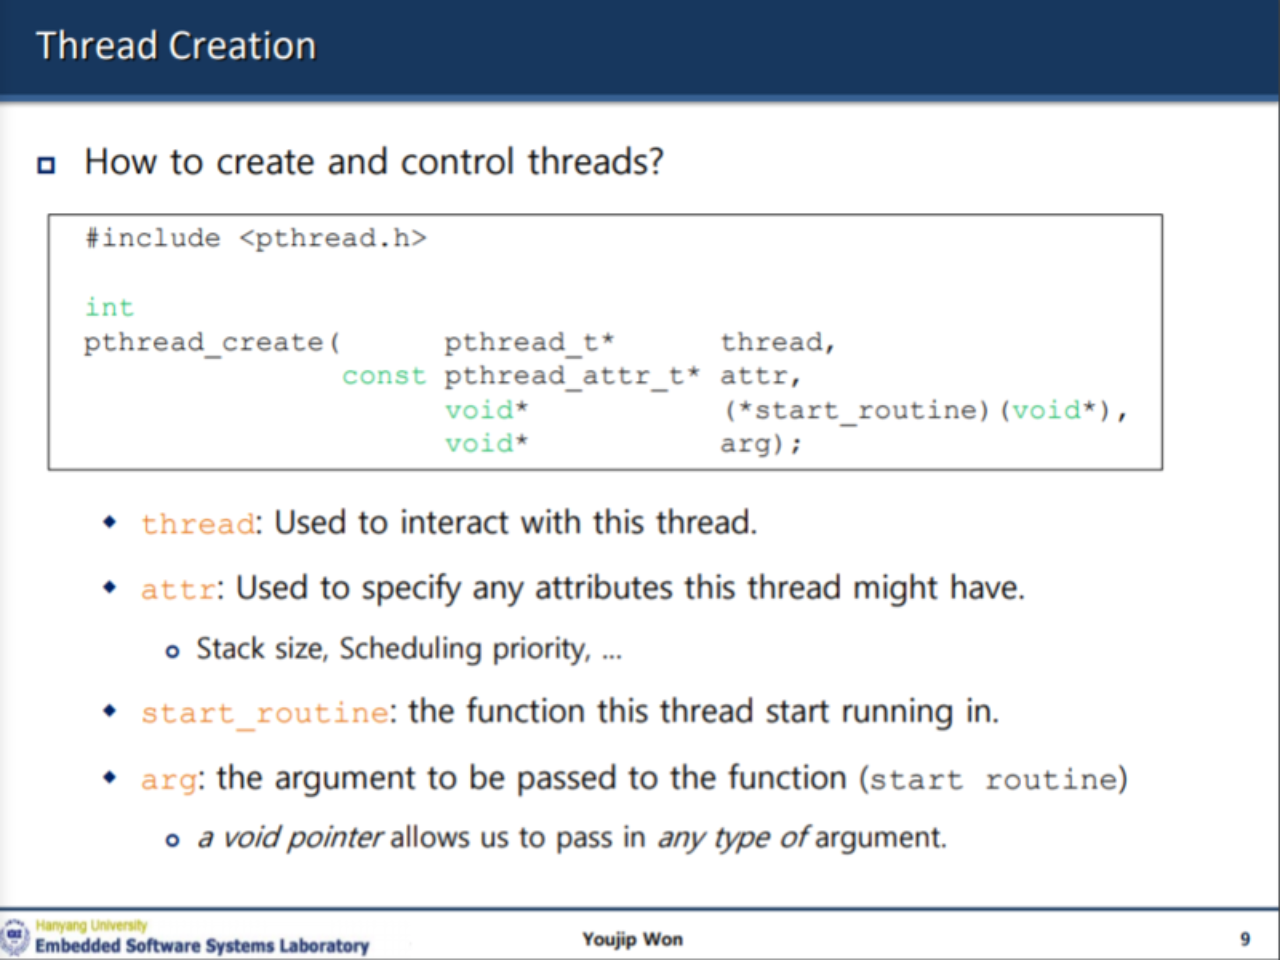 Thread Creation
How to create and control threads?
#include <pthread.h>
int
pthread_create( pthread_t* thread,
const pthread_attr_t* attr,
void* (*start_routine)(void*),
void* arg);
thread: Used to interact with this thread.
attr: Used to specify any attributes this thread might have.
Stack size, Scheduling priority, ...
start_routine: the function this thread start running in.
arg: the argument to be passed to the function (start routine)
a void pointer allows us to pass in any type of argument.
Hanyang University
Embedded Software Systems Laboratory
Youjip Won
9